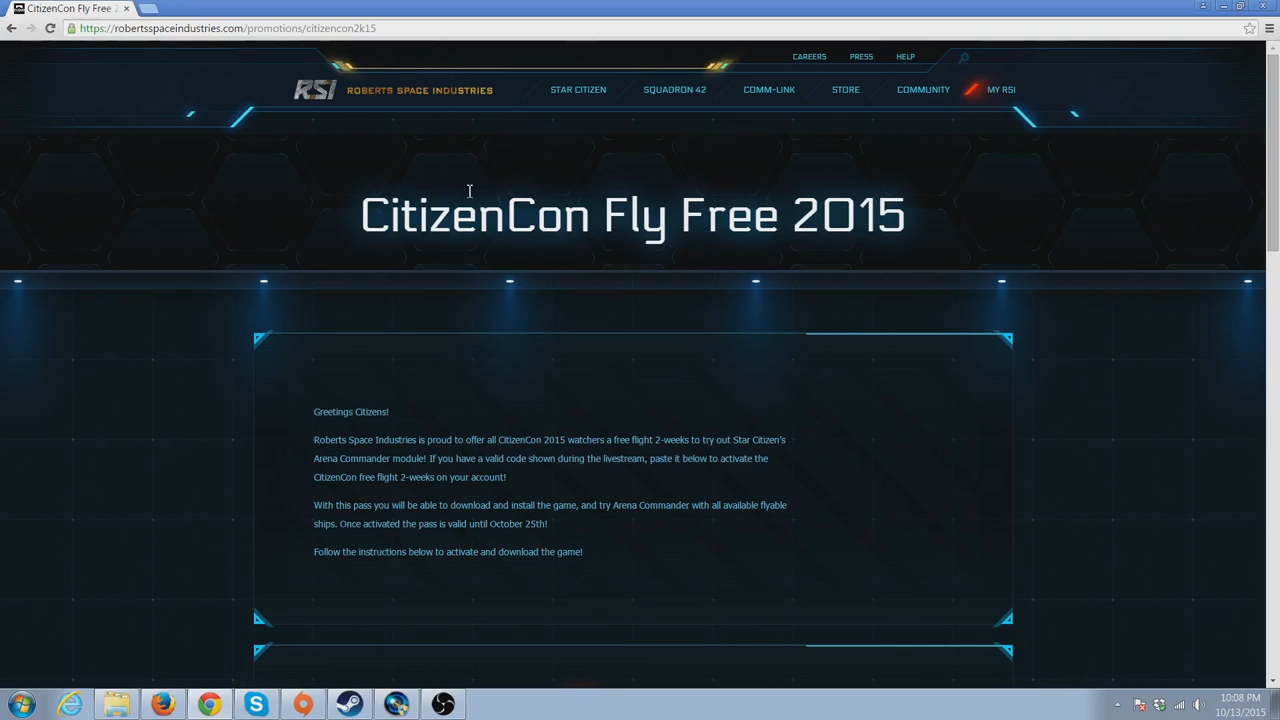 CitizenCon Fly Free 2
https://robertsspaceindustries.com/promotions/citizencon2k15
CAREERS PRESS HELP
RSI ROBERTS SPACE INDUSTRIES STAR CITIZEN SQUADRON 42 COMM-LINK STORE COMMUNITY MY RSI
CitizenCon Fly Free 2015
Greetings Citizens!
Roberts Space Industries is proud to offer all CitizenCon 2015 watchers a free flight 2-weeks to try out Star Citizen's
Arena Commander module! If you have a valid code shown during the livestream, paste it below to activate the
CitizenCon free flight 2-weeks on your account!
With this pass you will be able to download and install the game, and try Arena Commander with all available flyable
ships. Once activated the pass is valid until October 25th!
Follow the instructions below to activate and download the game!
10:08 PM
10/13/2015